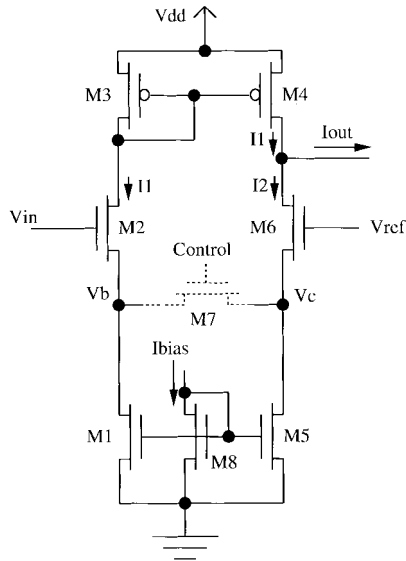 Vdd
M3
M4
I1
Iout
I1
I2
Vin
M2
M6
Vref
Control
Vb
Vc
M7
Ibias
M1
M8
M5